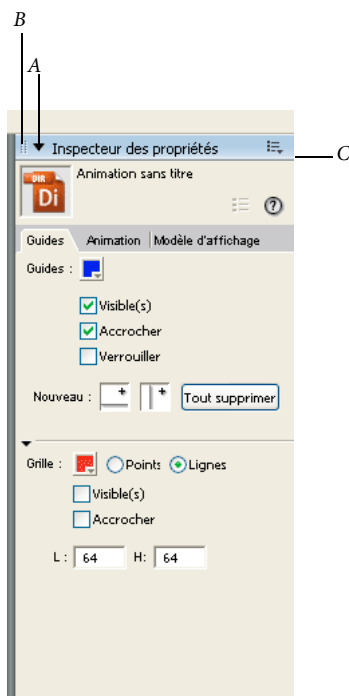 B
A
Inspecteur des propriétés
C
DIR
Di
Animation sans titre
?
Guides Animation Modèle d'affichage
Guides :
Visible(s)
Accrocher
Verrouiller
Nouveau : Tout supprimer
Grille : Points Lignes
Visible(s)
Accrocher
L : 64 H: 64